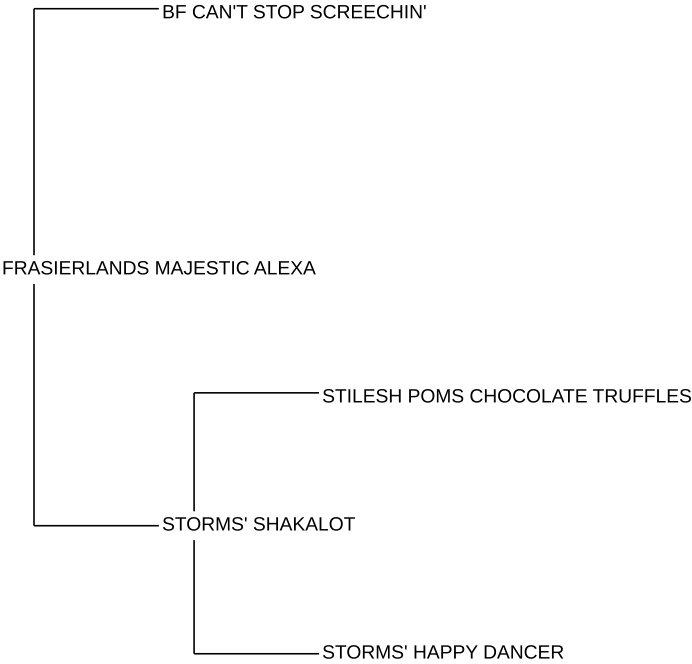 BF CAN'T STOP SCREECHIN'
FRASIERLANDS MAJESTIC ALEXA
STILESH POMS CHOCOLATE TRUFFLES
STORMS' SHAKALOT
STORMS' HAPPY DANCER